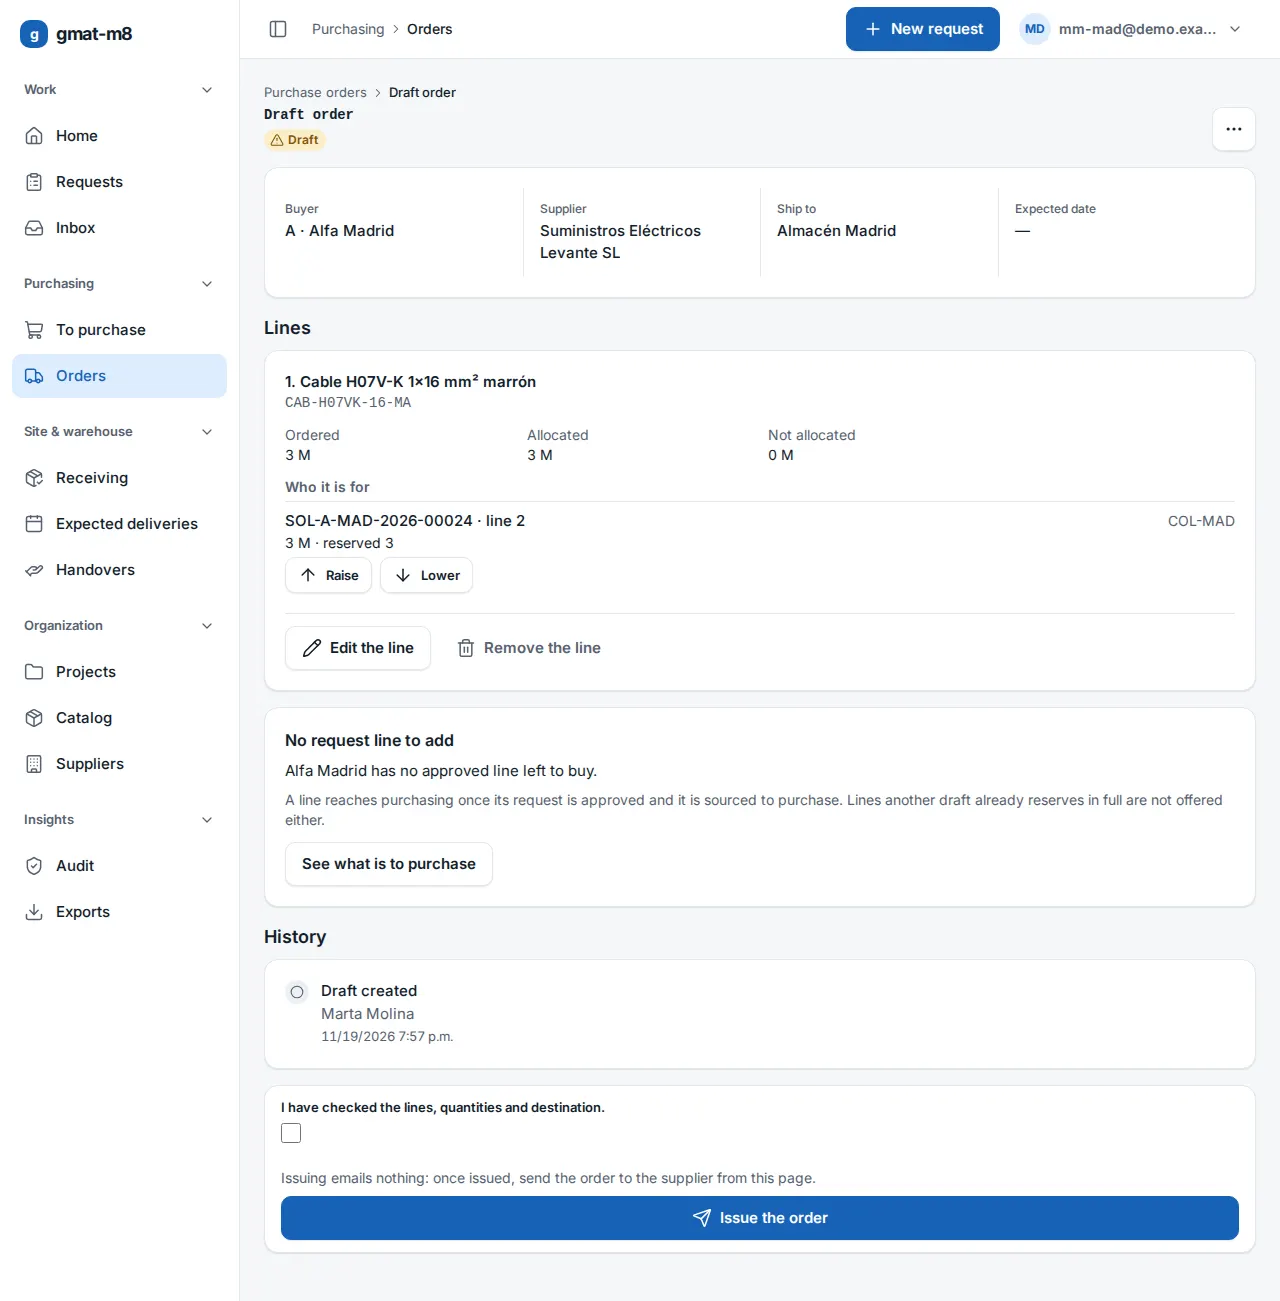 g gmat-m8
Purchasing > Orders
+ New request
MD mm-mad@demo.exa...
Work
Home
Requests
Inbox
Purchasing
To purchase
Orders
Site & warehouse
Receiving
Expected deliveries
Handovers
Organization
Projects
Catalog
Suppliers
Insights
Audit
Exports
Purchase orders > Draft order
Draft order
Draft
Buyer
A · Alfa Madrid
Supplier
Suministros Eléctricos
Levante SL
Ship to
Almacén Madrid
Expected date
—
Lines
1. Cable H07V-K 1×16 mm² marrón
CAB-H07VK-16-MA
Ordered Allocated Not allocated
3 M 3 M 0 M
Who it is for
SOL-A-MAD-2026-00024 · line 2 COL-MAD
3 M · reserved 3
Raise Lower
Edit the line Remove the line
No request line to add
Alfa Madrid has no approved line left to buy.
A line reaches purchasing once its request is approved and it is sourced to purchase. Lines another draft already reserves in full are not offered
either.
See what is to purchase
History
Draft created
Marta Molina
11/19/2026 7:57 p.m.
I have checked the lines, quantities and destination.
Issuing emails nothing: once issued, send the order to the supplier from this page.
Issue the order